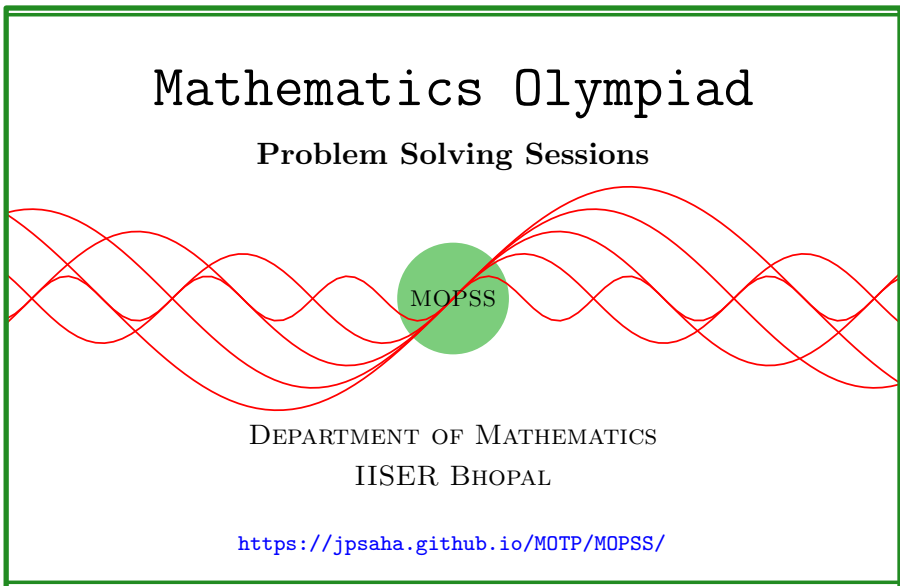 Mathematics Olympiad
Problem Solving Sessions
MOPSS
Department of Mathematics
IISER Bhopal
https://jpsaha.github.io/MOTP/MOPSS/